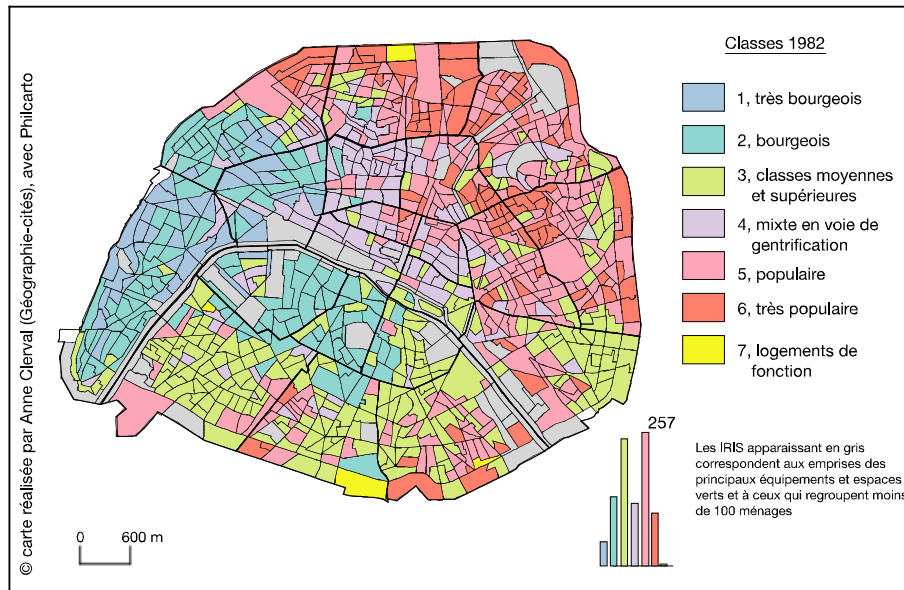 © carte réalisée par Anne Clerval (Géographie-cités), avec Philcarto
Classes 1982
1, très bourgeois
2, bourgeois
3, classes moyennes
et supérieures
4, mixte en voie de
gentrification
5, populaire
6, très populaire
7, logements de
fonction
257
Les IRIS apparaissant en gris
correspondent aux emprises des
principaux équipements et espaces
verts et à ceux qui regroupent moins
de 100 ménages
0 600 m